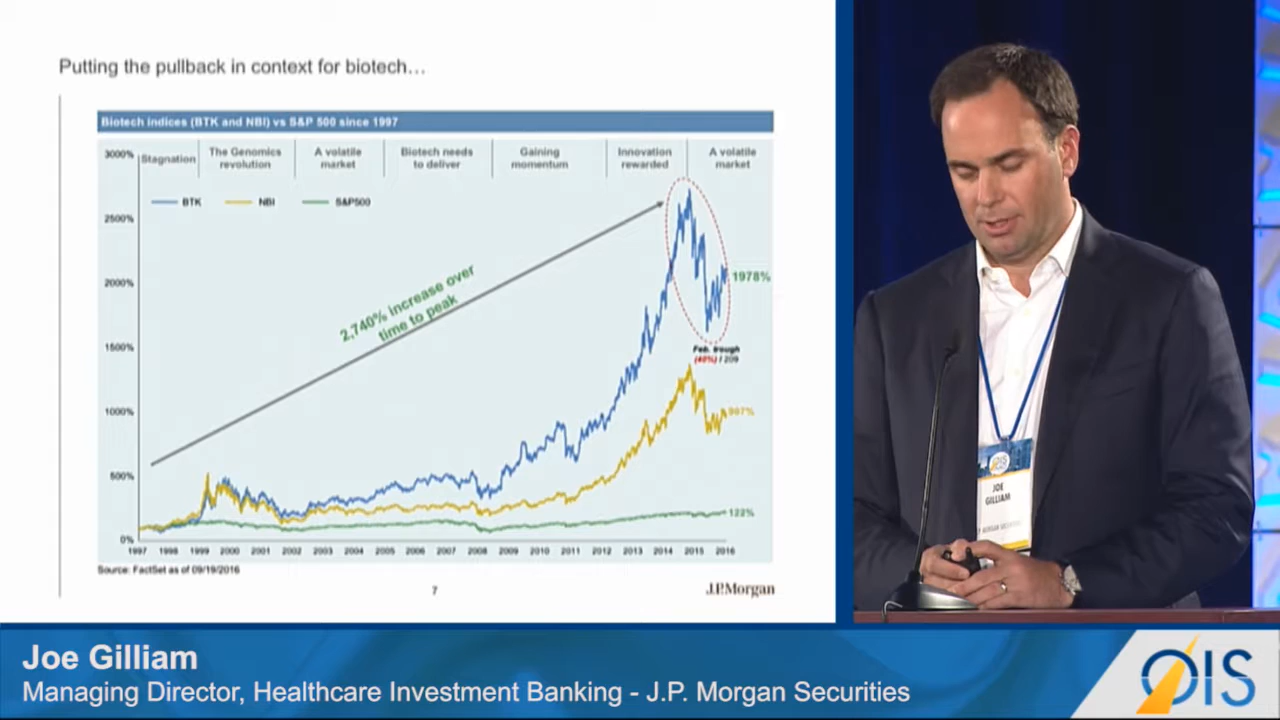 Putting the pullback in context for biotech…
Biotech indices (BTK and NBI) vs S&P 500 since 1997
Stagnation
The Genomics
revolution
A volatile
market
Biotech needs
to deliver
Gaining
momentum
Innovation
rewarded
A volatile
market
BTK
NBI
S&P500
3000%
2500%
2000%
1500%
1000%
500%
0%
2,740% increase over
time to peak
1978%
Feb. trough
(40%) / 209
907%
122%
1997 1998 1999 2000 2001 2002 2003 2004 2005 2006 2007 2008 2009 2010 2011 2012 2013 2014 2015 2016
Source: FactSet as of 09/19/2016
7
J.P.Morgan
OIS
JOE
GILLIAM
Joe Gilliam
Managing Director, Healthcare Investment Banking - J.P. Morgan Securities
OIS